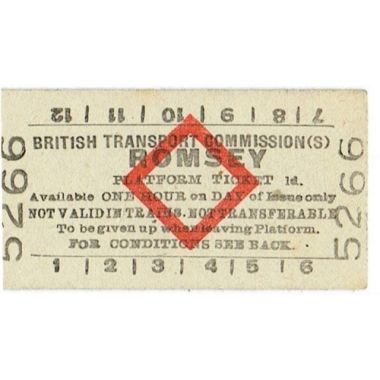 12 | 11 | 10 | 9 | 8 | 7
BRITISH TRANSPORT COMMISSION(S)
ROMSEY
PLATFORM TICKET 1d.
Available ONE HOUR on DAY of Issue only
NOT VALID IN TRAINS. NOT TRANSFERABLE
To be given up when leaving Platform.
FOR CONDITIONS SEE BACK.
1 | 2 | 3 | 4 | 5 | 6
5266
5266